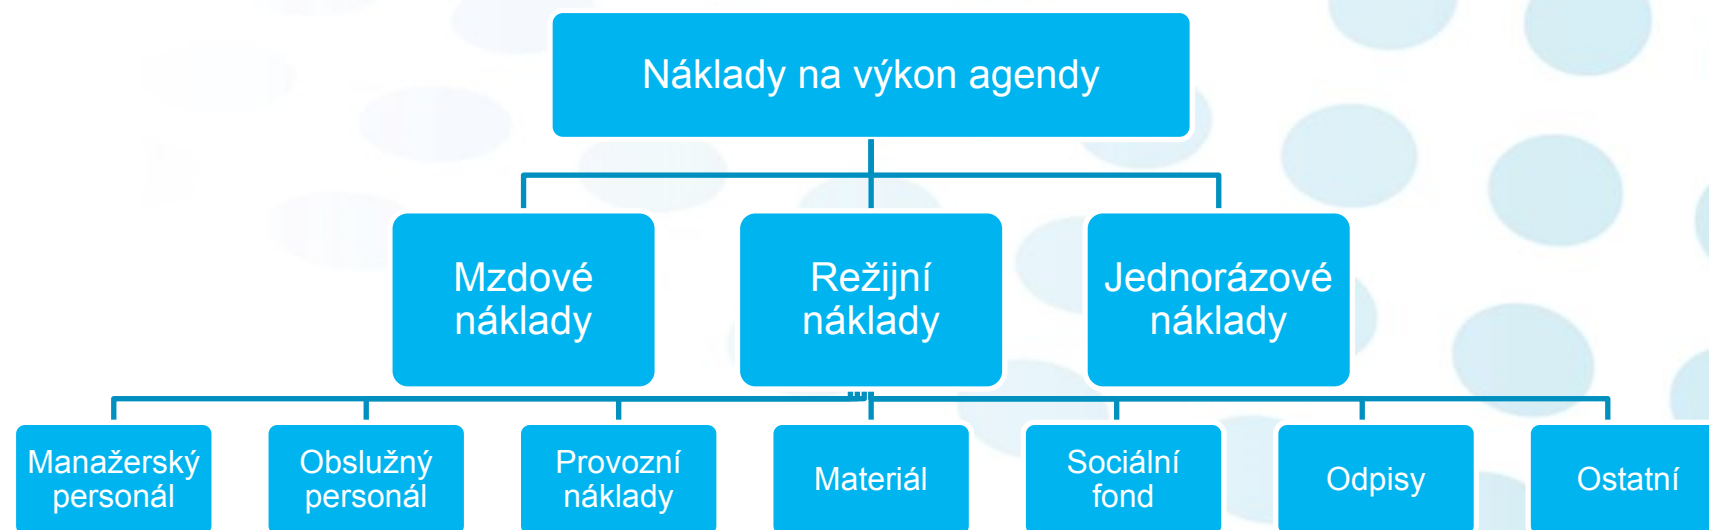 Náklady na výkon agendy
Mzdové
náklady
Režijní
náklady
Jednorázové
náklady
Manažerský
personál
Obslužný
personál
Provozní
náklady
Materiál
Sociální
fond
Odpisy
Ostatní